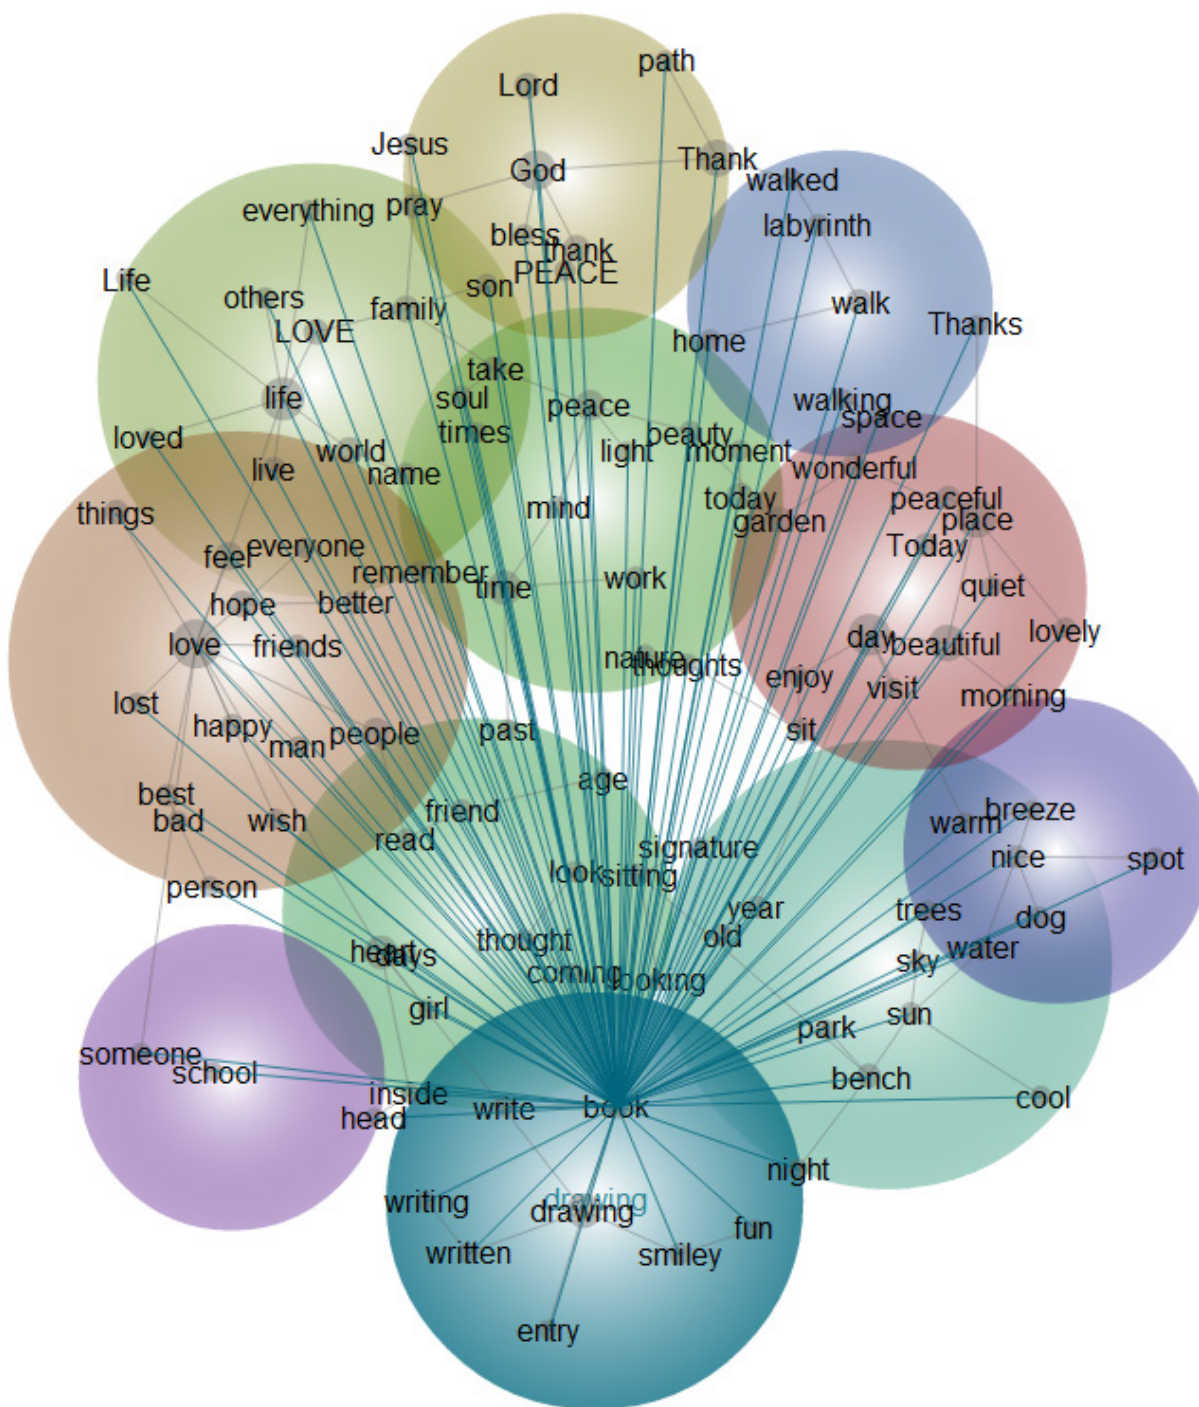 path
Lord
Jesus
Thank
God
walked
pray
everything
labyrinth
bless
thank
PEACE
Life
son
others
family
walk
LOVE
Thanks
home
take
life
soul
peace
walking
space
loved
times
beauty
world
light
moment
live
name
wonderful
today
peaceful
things
mind
garden
place
feel
everyone
Today
remember
time
work
quiet
hope
better
love
friends
day
beautiful
lovely
nature
thoughts
enjoy
visit
morning
lost
happy
man
people
past
sit
age
best
bad
wish
friend
breeze
warm
read
signature
nice
spot
look
sitting
person
year
trees
dog
old
thought
heart
days
water
sky
coming
looking
girl
sun
park
someone
school
bench
inside
head
write
book
cool
night
drawing
writing
drawing
fun
written
smiley
entry